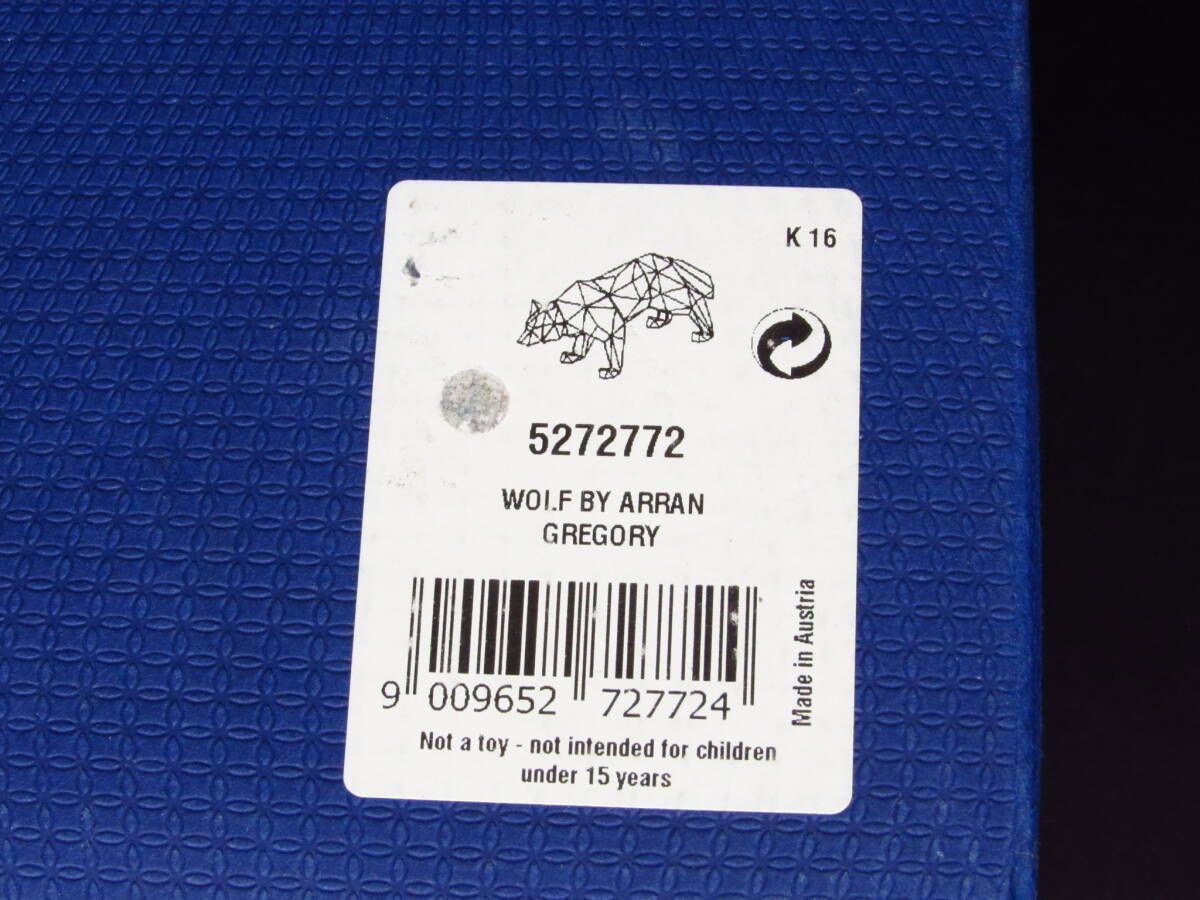 K 16
5272772
WOLF BY ARRAN
GREGORY
Made in Austria
9 009652 727724
Not a toy - not intended for children
under 15 years